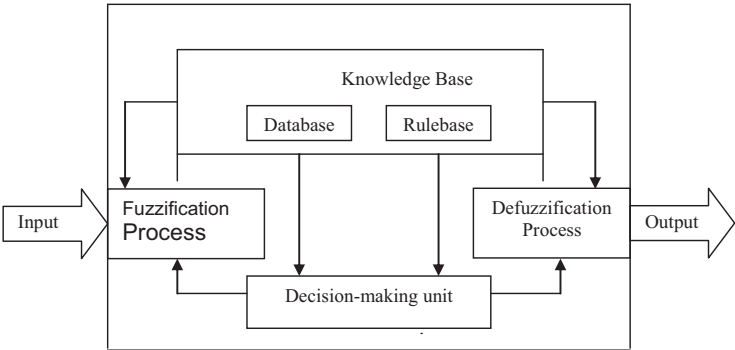 Knowledge Base
Database
Rulebase
Input
Fuzzification
Process
Defuzzification
Process
Output
Decision-making unit